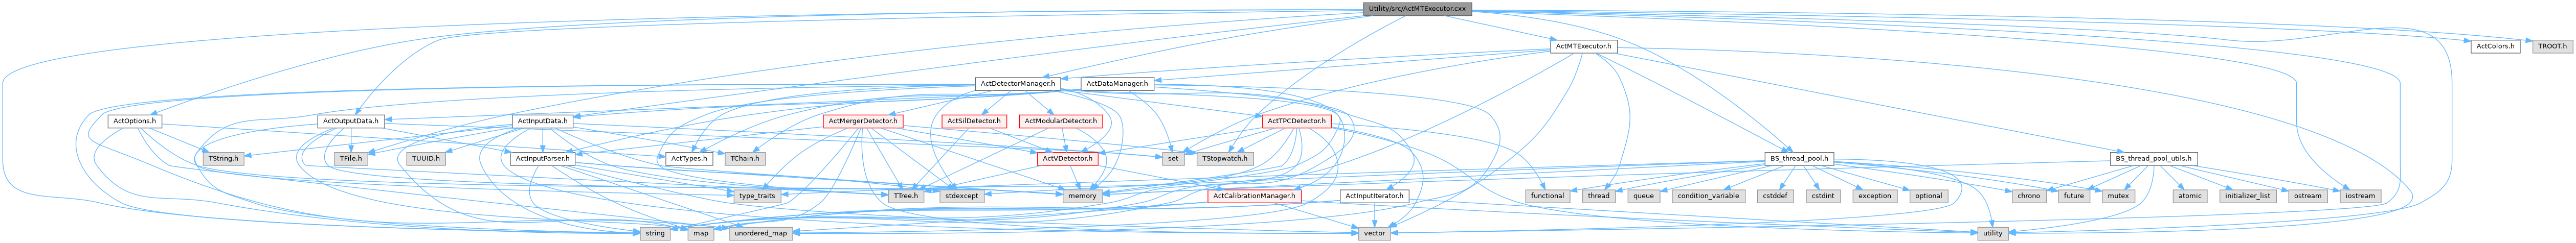 Utility/src/ActMTExecutor.cxx
ActMTExecutor.h
ActColors.h
TROOT.h
ActDetectorManager.h
ActDataManager.h
ActOptions.h
ActOutputData.h
ActInputData.h
ActMergerDetector.h
ActSilDetector.h
ActModularDetector.h
ActTPCDetector.h
TString.h
TFile.h
TUUID.h
ActInputParser.h
ActTypes.h
TChain.h
ActVDetector.h
set
TStopwatch.h
BS_thread_pool.h
BS_thread_pool_utils.h
type_traits
TTree.h
stdexcept
memory
ActCalibrationManager.h
ActInputIterator.h
functional
thread
queue
condition_variable
cstddef
cstdint
exception
optional
chrono
future
mutex
atomic
initializer_list
ostream
iostream
string
map
unordered_map
vector
utility